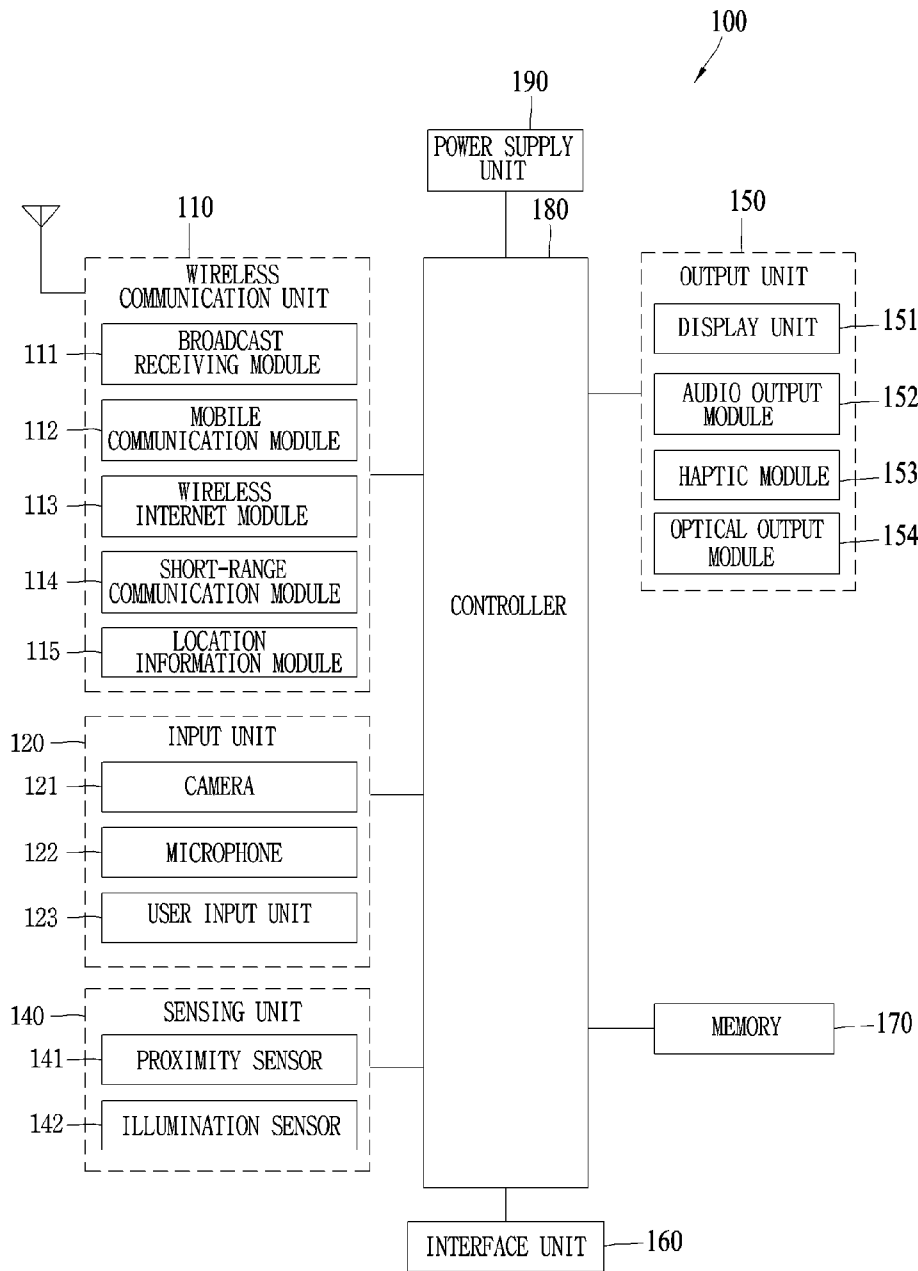 100
190
POWER SUPPLY
UNIT
180
110
WIRELESS
COMMUNICATION UNIT
111
BROADCAST
RECEIVING MODULE
112
MOBILE
COMMUNICATION MODULE
113
WIRELESS
INTERNET MODULE
114
SHORT-RANGE
COMMUNICATION MODULE
115
LOCATION
INFORMATION MODULE
120
INPUT UNIT
121
CAMERA
122
MICROPHONE
123
USER INPUT UNIT
140
SENSING UNIT
141
PROXIMITY SENSOR
142
ILLUMINATION SENSOR
CONTROLLER
150
OUTPUT UNIT
DISPLAY UNIT
151
AUDIO OUTPUT
MODULE
152
HAPTIC MODULE
153
OPTICAL OUTPUT
MODULE
154
MEMORY
170
INTERFACE UNIT
160